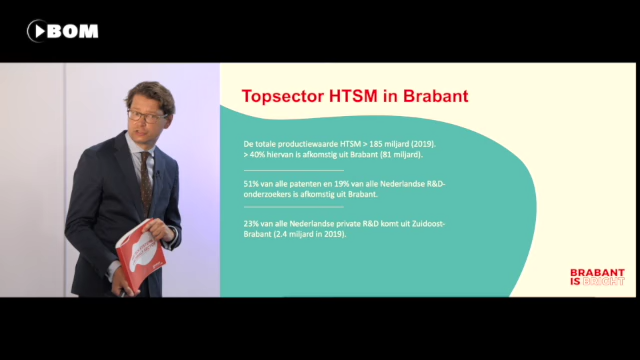 BOM
Topsector HTSM in Brabant
De totale productiewaarde HTSM > 185 miljard (2019).
> 40% hiervan is afkomstig uit Brabant (81 miljard).
51% van alle patenten en 19% van alle Nederlandse R&D-
onderzoekers is afkomstig uit Brabant.
23% van alle Nederlandse private R&D komt uit Zuidoost-
Brabant (2.4 miljard in 2019).
BRABANT
IS BRIGHT